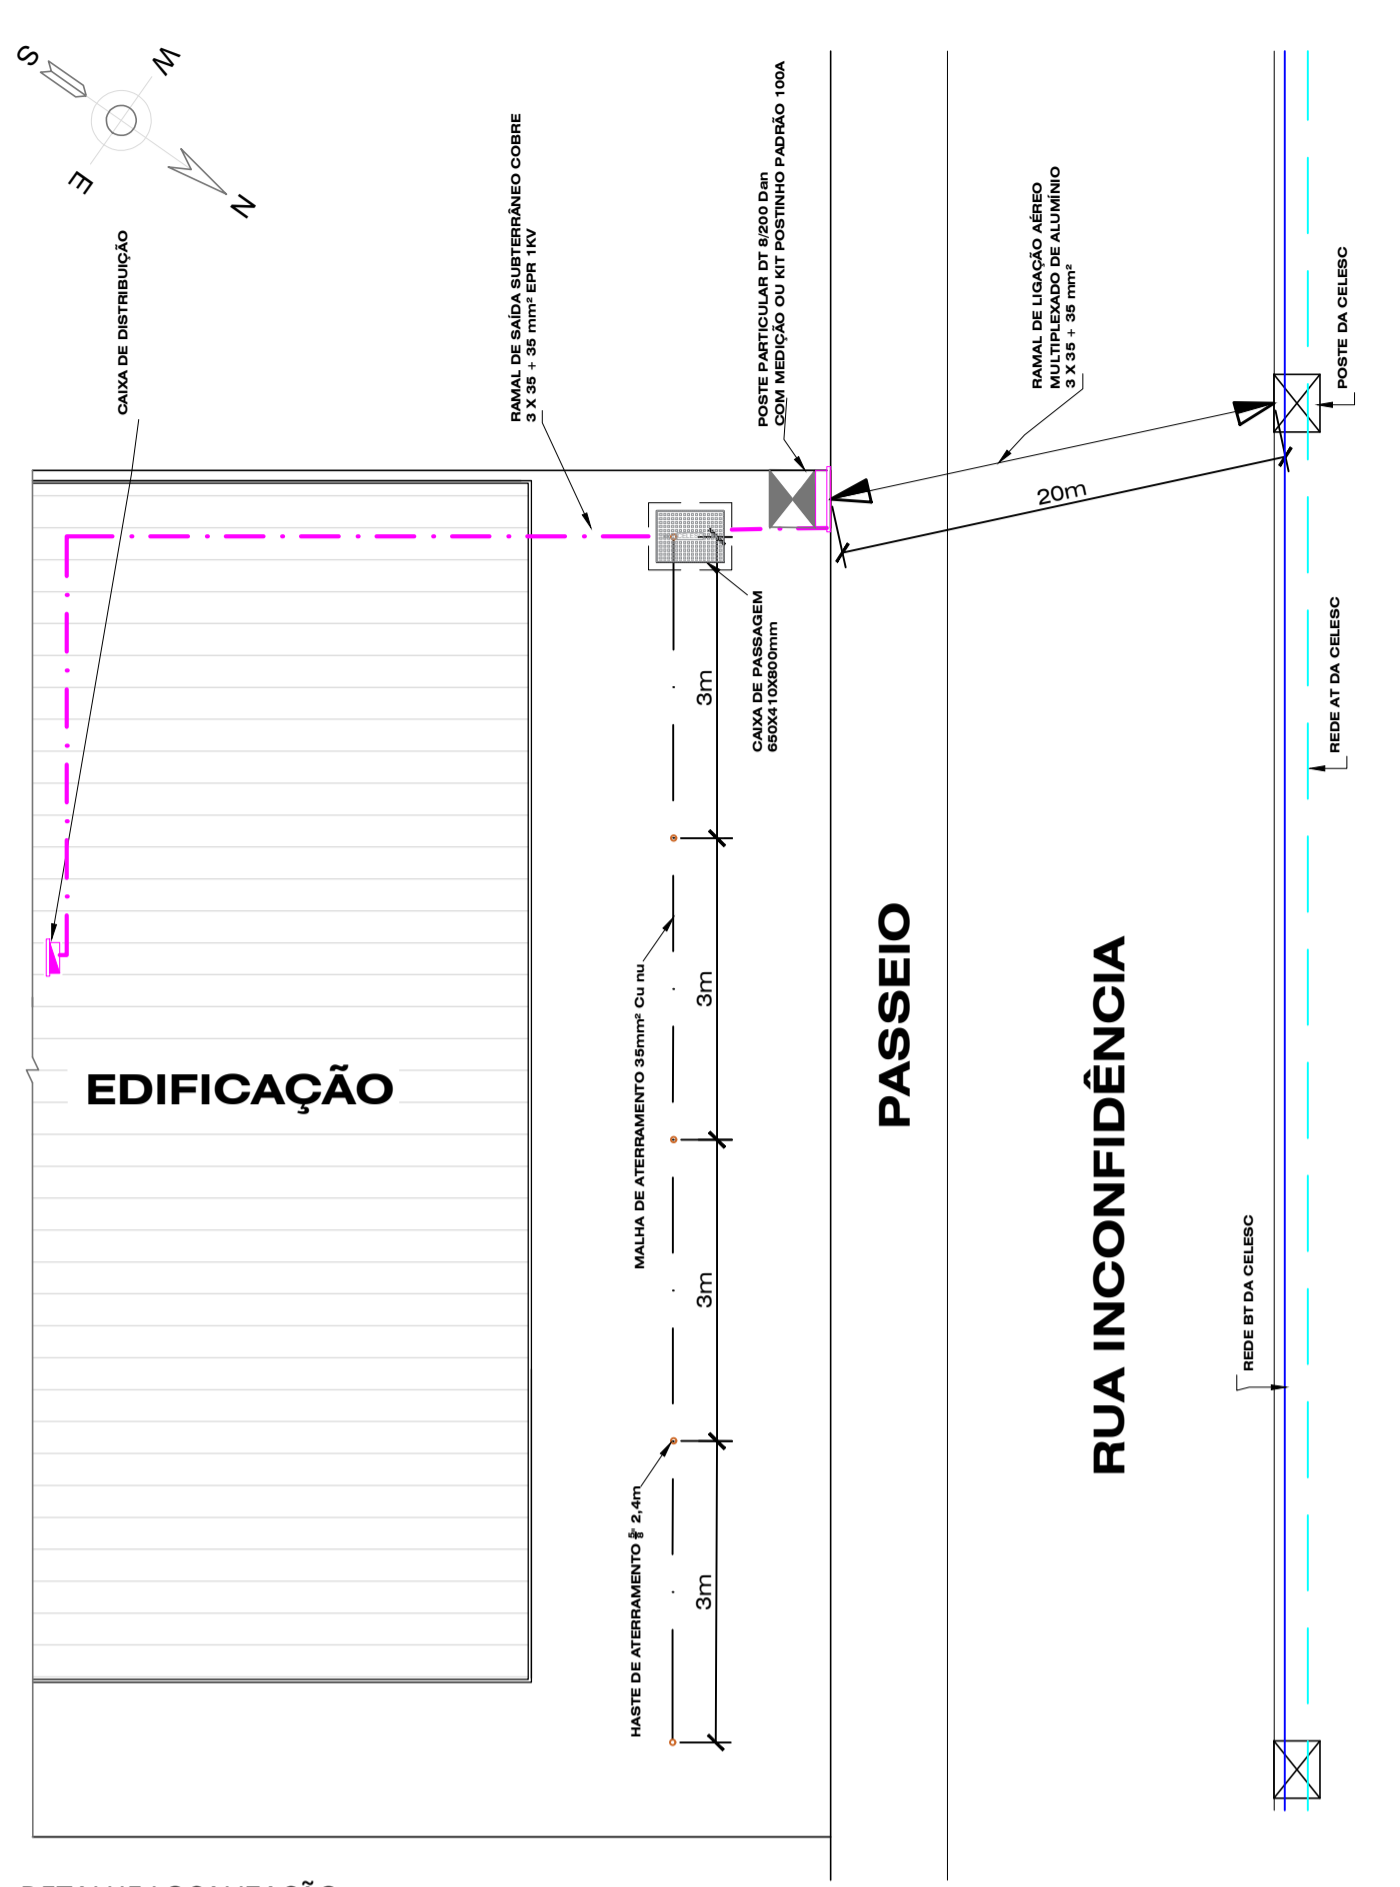 S
W
E
N
CAIXA DE DISTRIBUIÇÃO
RAMAL DE SAÍDA SUBTERRÂNEO COBRE
3 X 35 + 35 mm² EPR 1KV
POSTE PARTICULAR DT 8/200 Dan
COM MEDIÇÃO OU KIT POSTINHO PADRÃO 100A
RAMAL DE LIGAÇÃO AÉREO
MULTIPLEXADO DE ALUMÍNIO
3 X 35 + 35 mm²
POSTE DA CELESC
20m
CAIXA DE PASSAGEM
650X410X800mm
3m
REDE AT DA CELESC
MALHA DE ATERRAMENTO 35mm² Cu nu
3m
PASSEIO
RUA INCONFIDÊNCIA
EDIFICAÇÃO
3m
REDE BT DA CELESC
HASTE DE ATERRAMENTO ⅝" 2,4m
3m